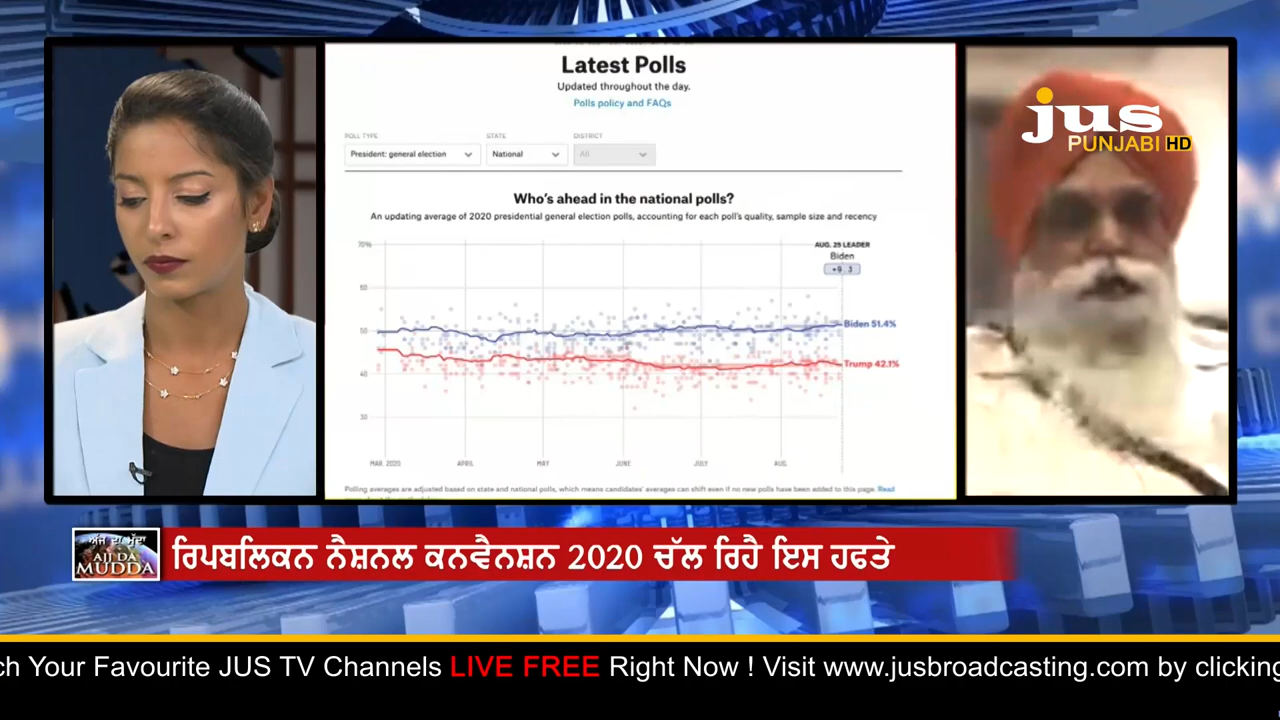 Latest Polls
Updated throughout the day.
Polls policy and FAQs
POLL TYPE STATE DISTRICT
President: general election National All
Who's ahead in the national polls?
An updating average of 2020 presidential general election polls, accounting for each poll's quality, sample size and recency
70%
AUG. 25 LEADER
Biden
+9.3
60
50
Biden 51.4%
Trump 42.1%
40
30
MAR. 2020 APRIL MAY JUNE JULY AUG.
Polling averages are adjusted based on state and national polls, which means candidates' averages can shift even if no new polls have been added to this page. Read
jus
PUNJABI HD
ਅੱਜ ਦਾ ਮੁੱਦਾ
AJJ DA
MUDDA
ਰਿਪਬਲਿਕਨ ਨੈਸ਼ਨਲ ਕਨਵੈਨਸ਼ਨ 2020 ਚੱਲ ਰਿਹੈ ਇਸ ਹਫਤੇ
ch Your Favourite JUS TV Channels LIVE FREE Right Now ! Visit www.jusbroadcasting.com by clicking